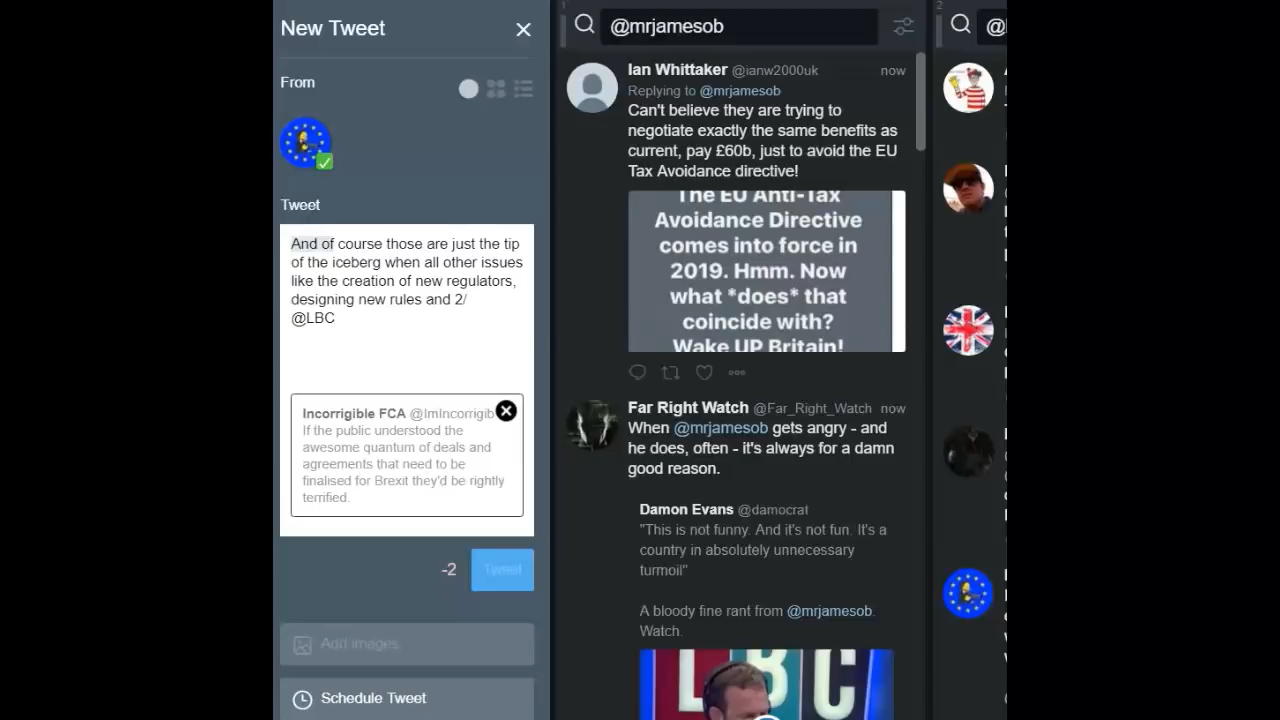 New Tweet
From
Tweet
And of course those are just the tip
of the iceberg when all other issues
like the creation of new regulators,
designing new rules and 2/
@LBC
Incorrigible FCA @ImIncorrigib
If the public understood the
awesome quantum of deals and
agreements that need to be
finalised for Brexit they'd be rightly
terrified.
-2
Tweet
Add images
Schedule Tweet
1
@mrjamesob
Ian Whittaker @ianw2000uk now
Replying to @mrjamesob
Can't believe they are trying to
negotiate exactly the same benefits as
current, pay £60b, just to avoid the EU
Tax Avoidance directive!
The EU Anti-Tax
Avoidance Directive
comes into force in
2019. Hmm. Now
what *does* that
coincide with?
Wake UP Britain!
Far Right Watch @Far_Right_Watch now
When @mrjamesob gets angry - and
he does, often - it's always for a damn
good reason.
Damon Evans @damocrat
"This is not funny. And it's not fun. It's a
country in absolutely unnecessary
turmoil"
A bloody fine rant from @mrjamesob.
Watch.
LBC
2